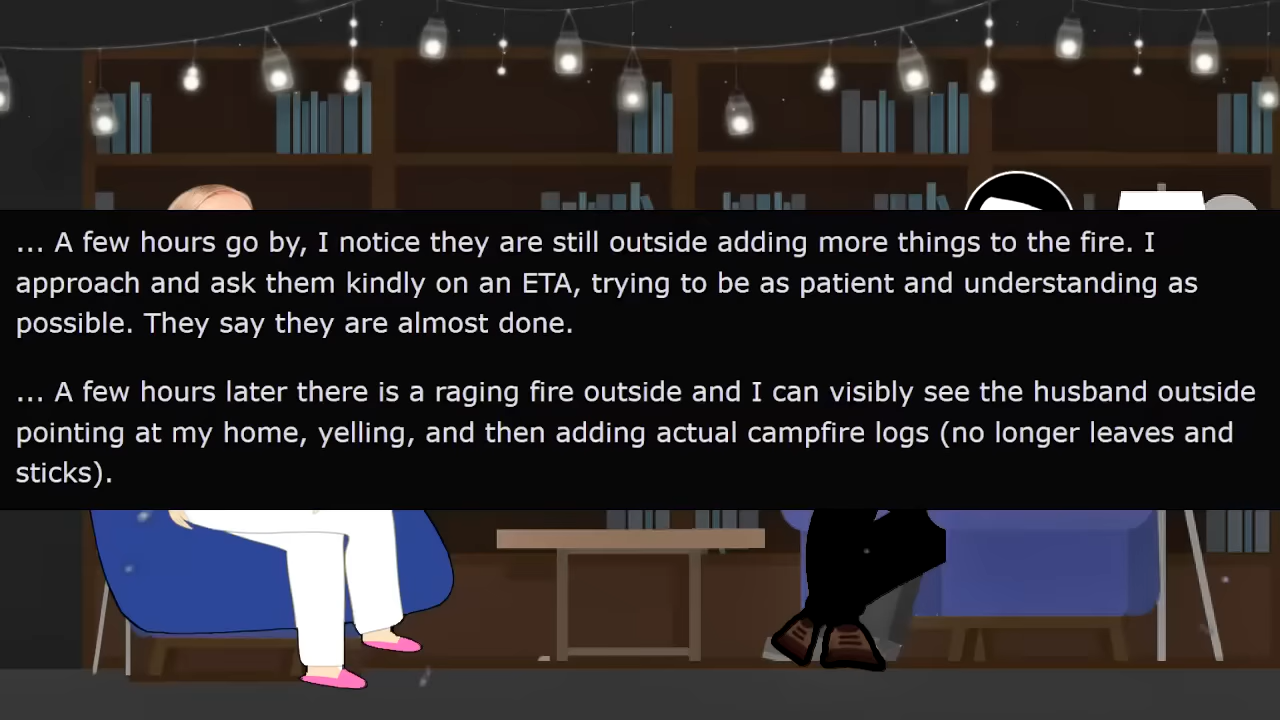 ... A few hours go by, I notice they are still outside adding more things to the fire. I
approach and ask them kindly on an ETA, trying to be as patient and understanding as
possible. They say they are almost done.
... A few hours later there is a raging fire outside and I can visibly see the husband outside
pointing at my home, yelling, and then adding actual campfire logs (no longer leaves and
sticks).